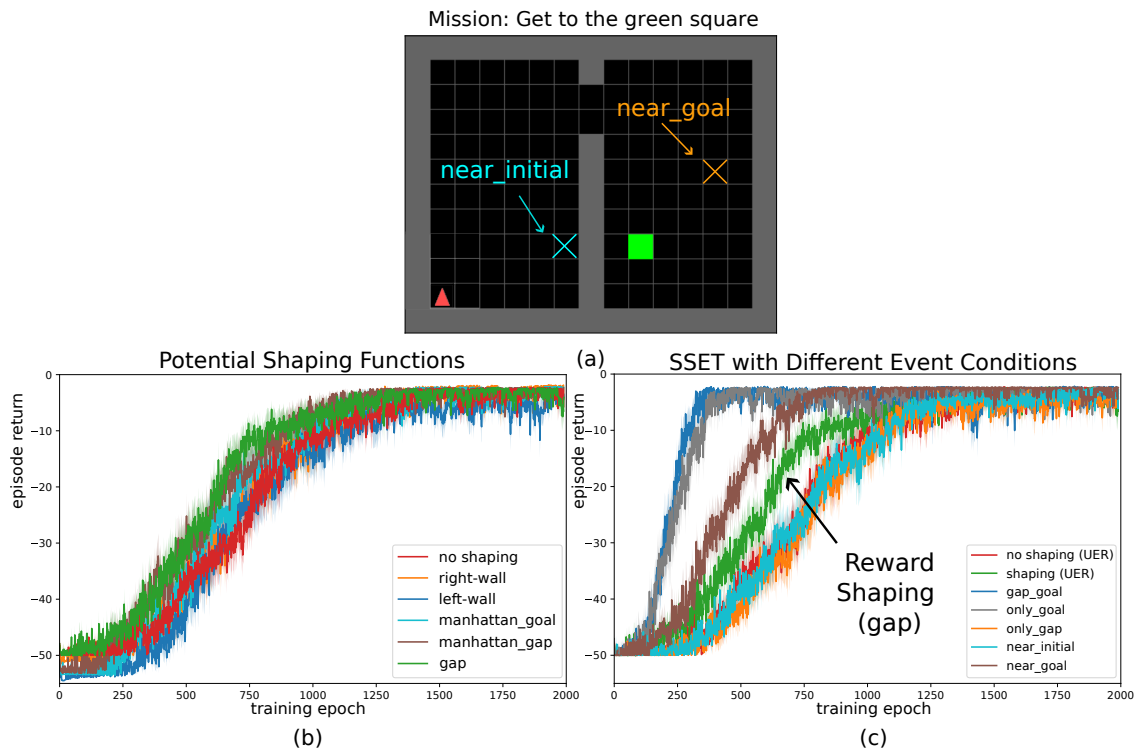 Mission: Get to the green square
near_goal
near_initial
(a)
Potential Shaping Functions
SSET with Different Event Conditions
0
−10
−20
−30
−40
−50
episode return
0
250
500
750
1000
1250
1500
1750
2000
training epoch
no shaping
right-wall
left-wall
manhattan_goal
manhattan_gap
gap
(b)
0
−10
−20
−30
−40
−50
episode return
0
250
500
750
1000
1250
1500
1750
2000
training epoch
Reward
Shaping
(gap)
no shaping (UER)
shaping (UER)
gap_goal
only_goal
only_gap
near_initial
near_goal
(c)